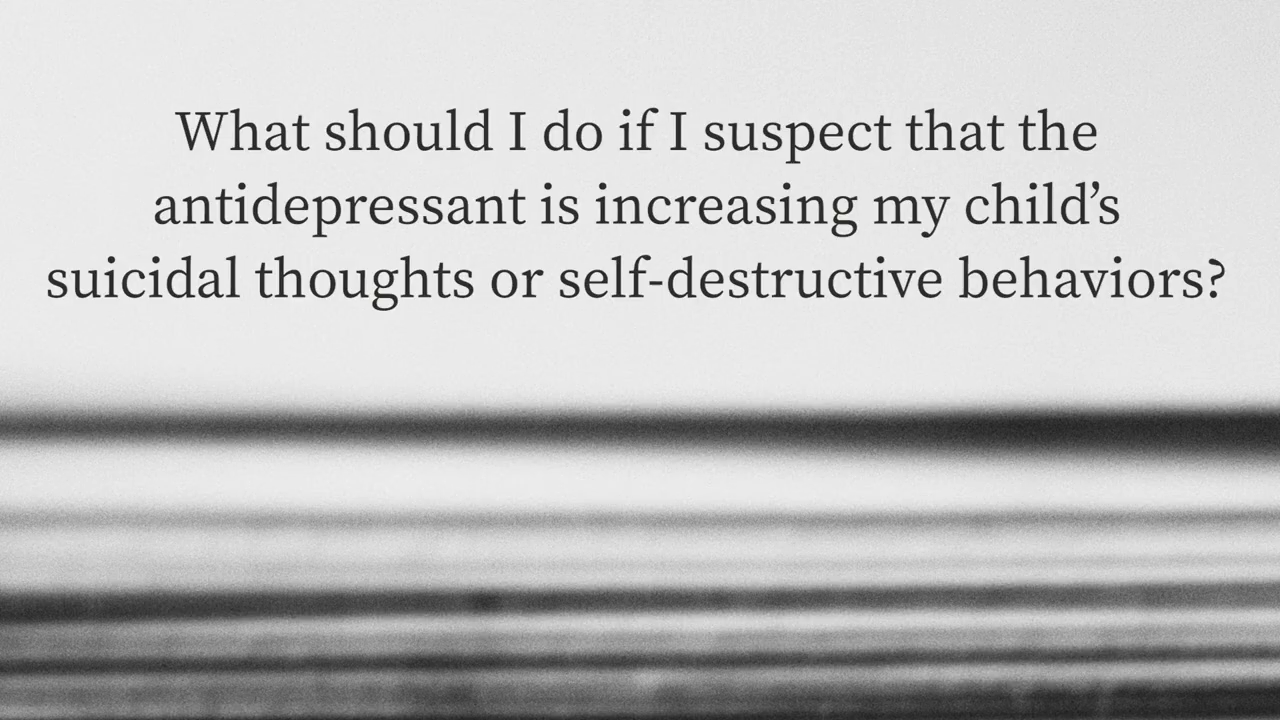 What should I do if I suspect that the
antidepressant is increasing my child’s
suicidal thoughts or self-destructive behaviors?